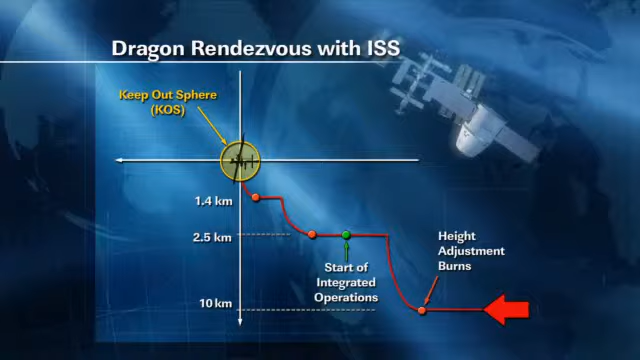 Dragon Rendezvous with ISS
Keep Out Sphere
(KOS)
1.4 km
2.5 km
Start of
Integrated
Operations
Height
Adjustment
Burns
10 km